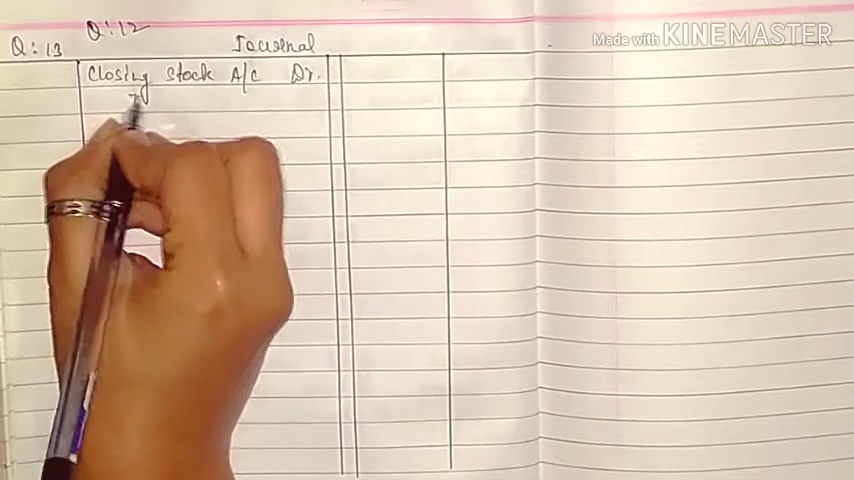 Q:12
Made with KINEMASTER
Q:13 Journal
Closing Stock A/c Dr.